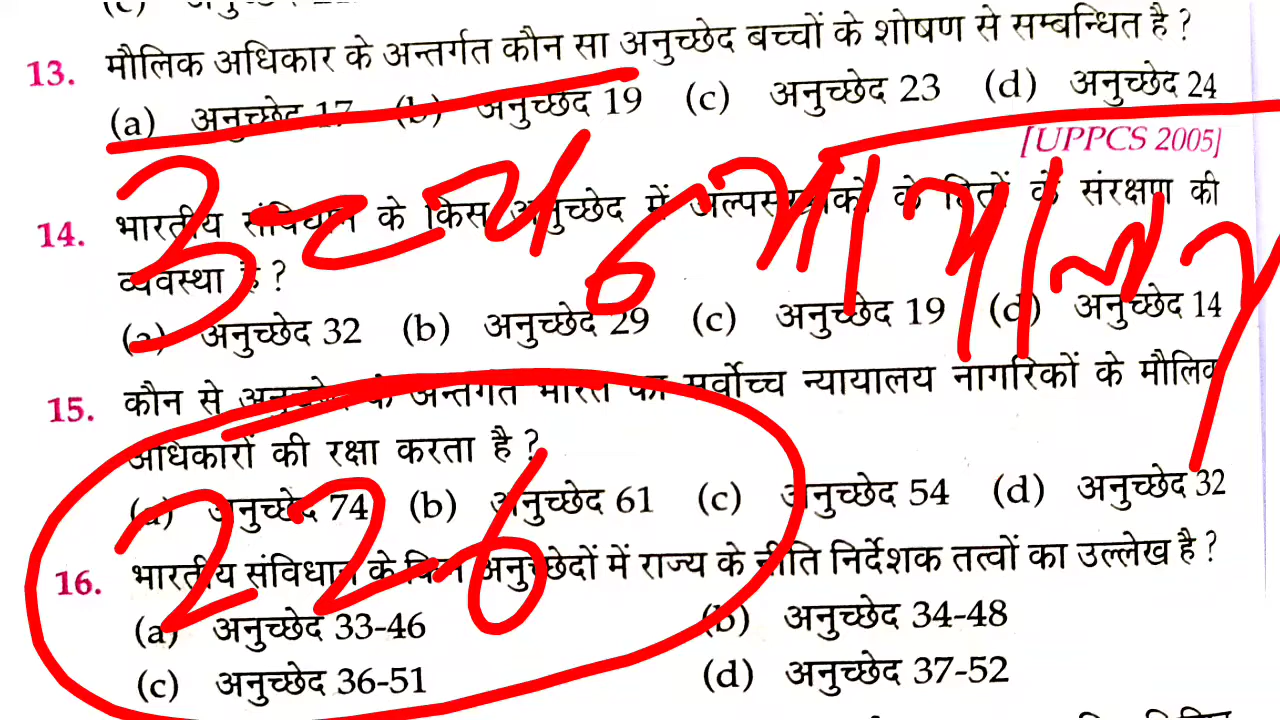 13. मौलिक अधिकार के अन्तर्गत कौन सा अनुच्छेद बच्चों के शोषण से सम्बन्धित है ?
(a) अनुच्छेद 17 (b) अनुच्छेद 19 (c) अनुच्छेद 23 (d) अनुच्छेद 24
[UPPCS 2005]
उच्च न्यायालय
14. भारतीय संविधान के किस अनुच्छेद में अल्पसंख्यकों के हितों के संरक्षण की
व्यवस्था है ?
(a) अनुच्छेद 32 (b) अनुच्छेद 29 (c) अनुच्छेद 19 (d) अनुच्छेद 14
15. कौन से अनुच्छेद के अन्तर्गत भारत का सर्वोच्च न्यायालय नागरिकों के मौलिक
अधिकारों की रक्षा करता है ?
(a) अनुच्छेद 74 (b) अनुच्छेद 61 (c) अनुच्छेद 54 (d) अनुच्छेद 32
226
16. भारतीय संविधान के किन अनुच्छेदों में राज्य के नीति निर्देशक तत्वों का उल्लेख है ?
(a) अनुच्छेद 33-46 (b) अनुच्छेद 34-48
(c) अनुच्छेद 36-51 (d) अनुच्छेद 37-52